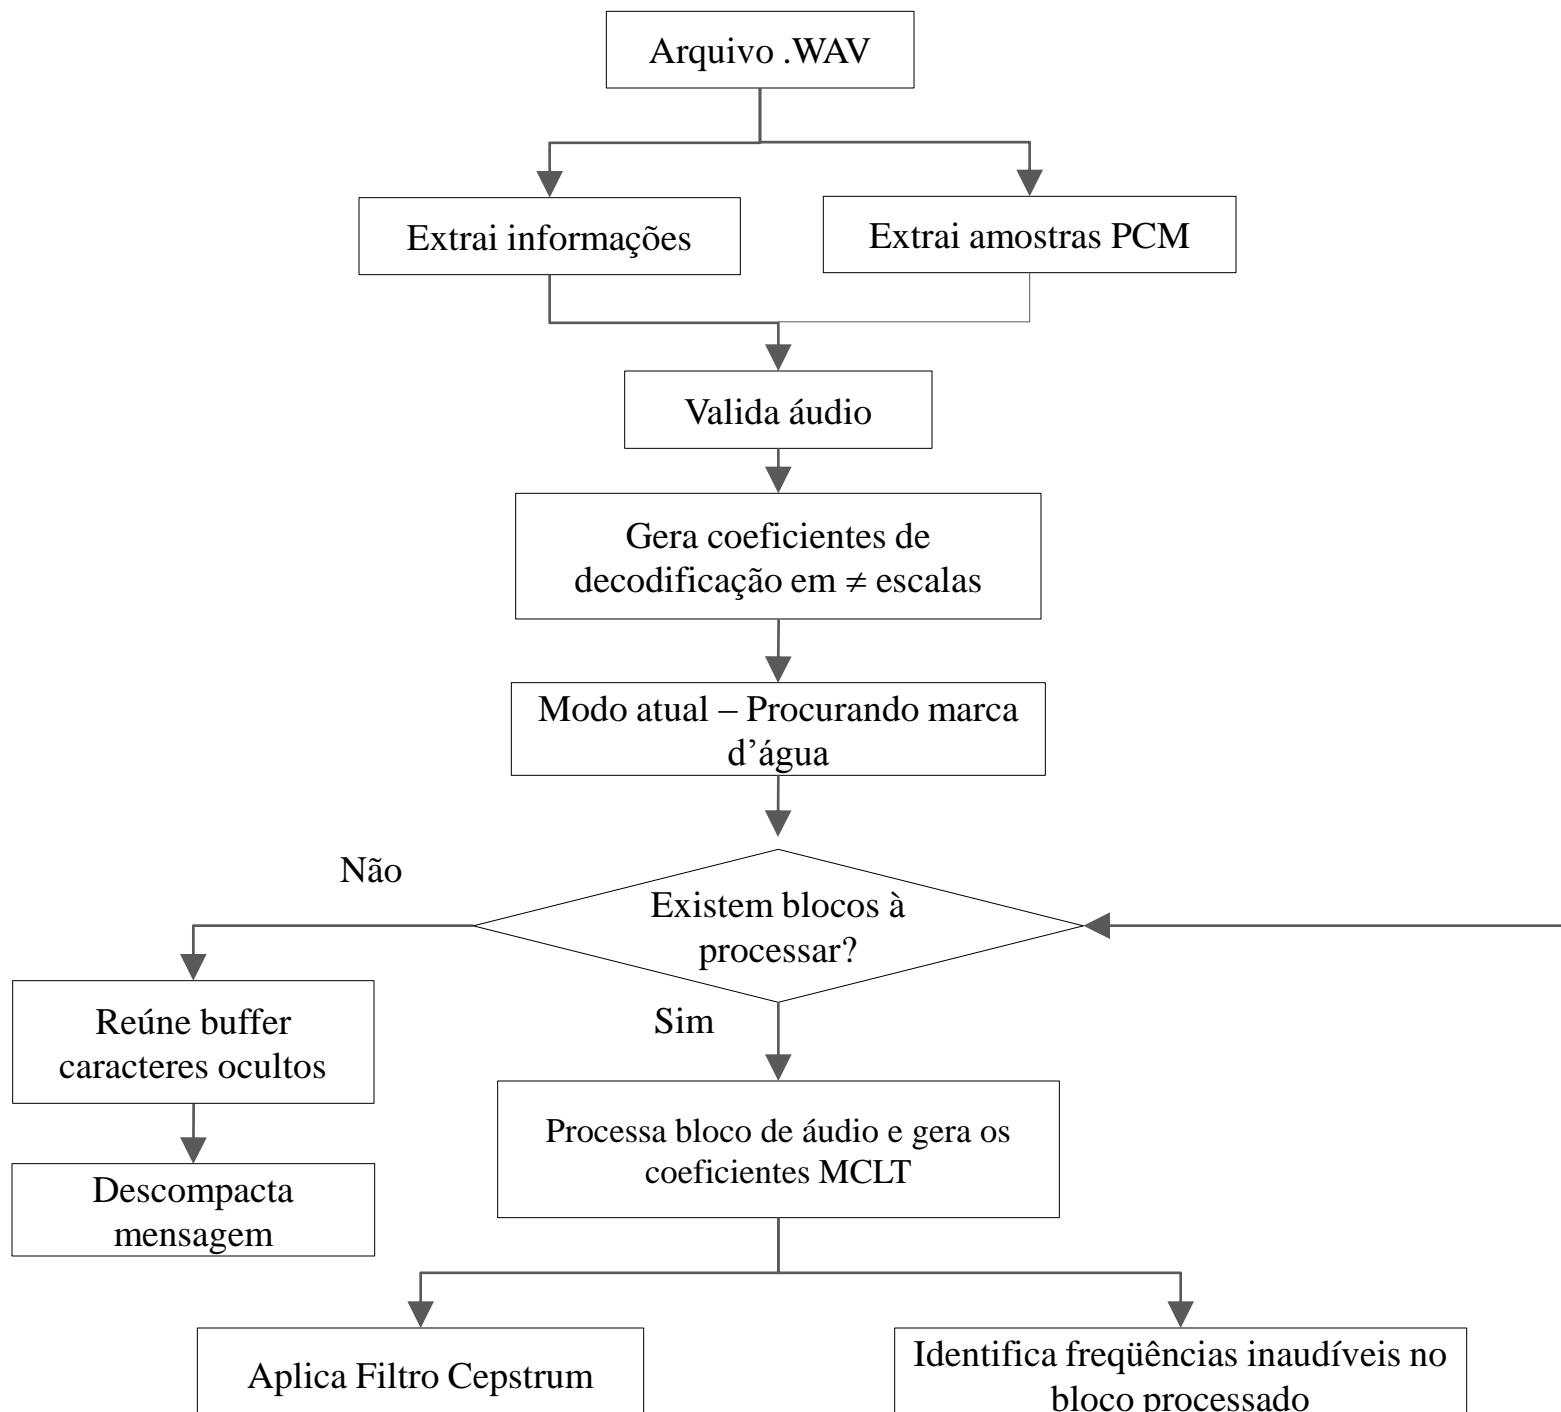 Arquivo .WAV
Extrai informações
Extrai amostras PCM
Valida áudio
Gera coeficientes de
decodificação em ≠ escalas
Modo atual – Procurando marca
d’água
Não
Existem blocos à
processar?
Sim
Reúne buffer
caracteres ocultos
Processa bloco de áudio e gera os
coeficientes MCLT
Descompacta
mensagem
Aplica Filtro Cepstrum
Identifica freqüências inaudíveis no
bloco processado